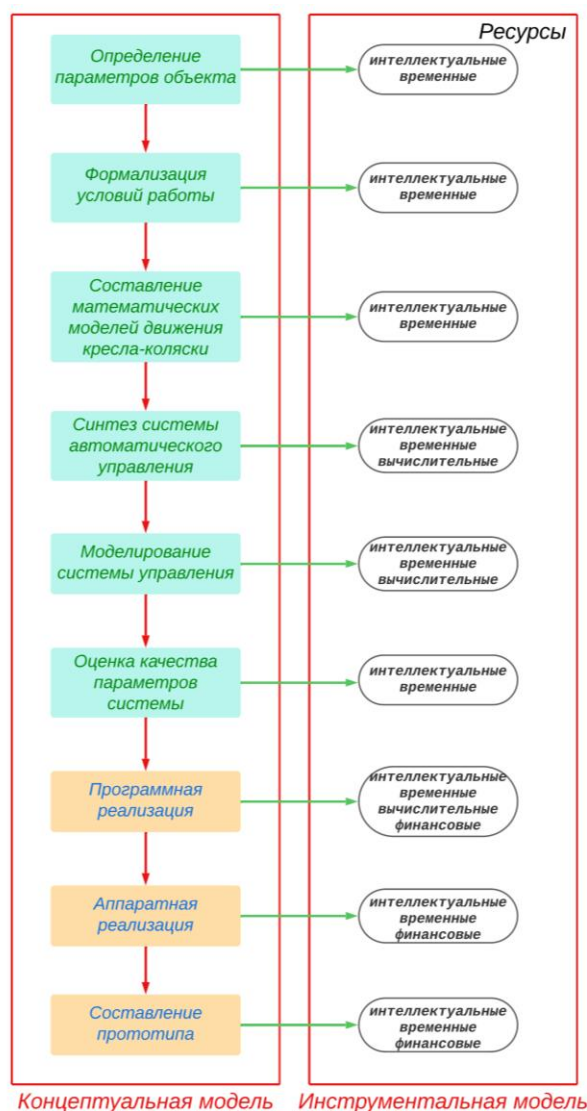 Ресурсы
Определение
параметров объекта
интеллектуальные
временные
Формализация
условий работы
интеллектуальные
временные
Составление
математических
моделей движения
кресла-коляски
интеллектуальные
временные
Синтез системы
автоматического
управления
интеллектуальные
временные
вычислительные
Моделирование
системы управления
интеллектуальные
временные
вычислительные
Оценка качества
параметров
системы
интеллектуальные
временные
Программная
реализация
интеллектуальные
временные
вычислительные
финансовые
Аппаратная
реализация
интеллектуальные
временные
финансовые
Составление
прототипа
интеллектуальные
временные
финансовые
Концептуальная модель
Инструментальная модель